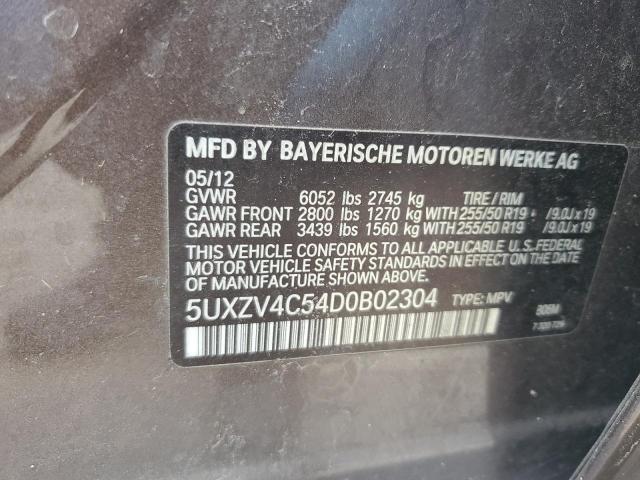 MFD BY BAYERISCHE MOTOREN WERKE AG
05/12
GVWR 6052 lbs 2745 kg TIRE / RIM
GAWR FRONT 2800 lbs 1270 kg WITH 255/50 R19 / 9.0J x 19
GAWR REAR 3439 lbs 1560 kg WITH 255/50 R19 / 9.0J x 19
THIS VEHICLE CONFORMS TO ALL APPLICABLE U.S. FEDERAL
MOTOR VEHICLE SAFETY STANDARDS IN EFFECT ON THE DATE OF
MANUFACTURE SHOWN ABOVE.
5UXZV4C54D0B02304 TYPE: MPV